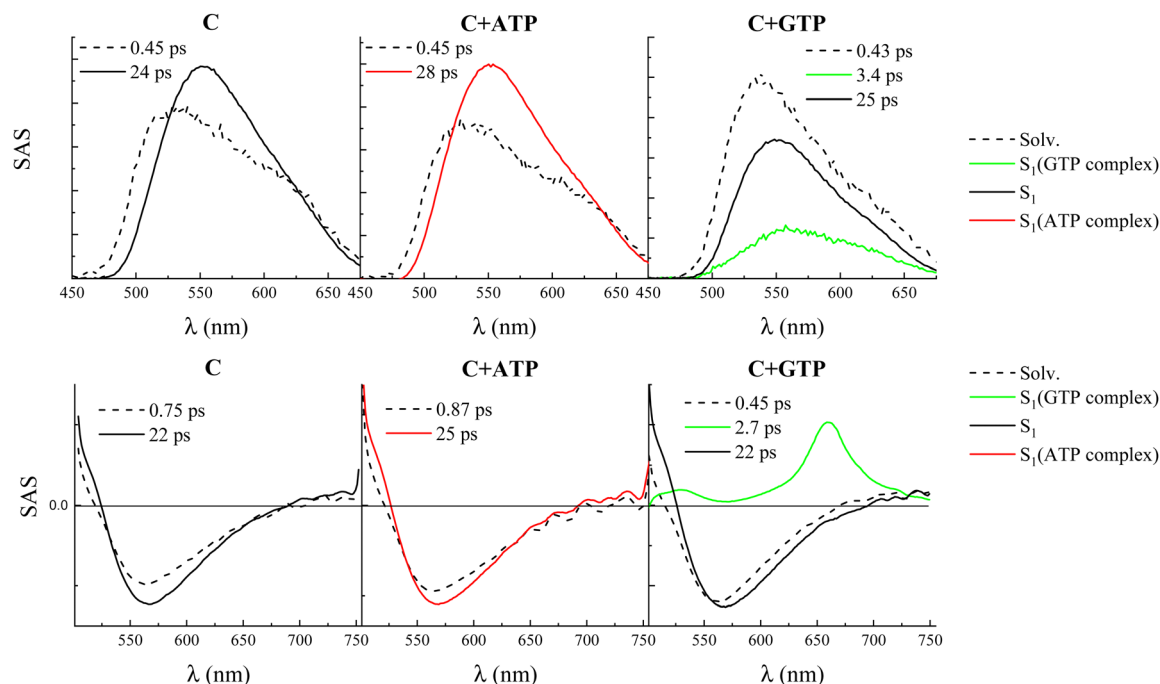 C
C+ATP
C+GTP
0.45 ps
24 ps
0.45 ps
28 ps
0.43 ps
3.4 ps
25 ps
SAS
Solv.
S₁(GTP complex)
S₁
S₁(ATP complex)
450 500 550 600 650
450 500 550 600 650
500 550 600 650
λ (nm)
λ (nm)
λ (nm)
C
C+ATP
C+GTP
0.75 ps
22 ps
0.87 ps
25 ps
0.45 ps
2.7 ps
22 ps
SAS
0.0
Solv.
S₁(GTP complex)
S₁
S₁(ATP complex)
550 600 650 700 750
550 600 650 700
550 600 650 700 750
λ (nm)
λ (nm)
λ (nm)